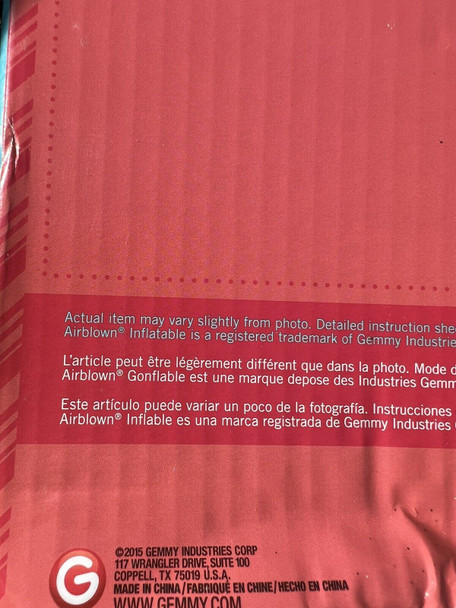 Actual item may vary slightly from photo. Detailed instruction
Airblown® Inflatable is a registered trademark of Gemmy
L'article peut être légèrement différent que dans la photo. Mode
Airblown® Gonflable est une marque depose des Industries
Este artículo puede variar un poco de la fotografía. Instrucciones
Airblown® Inflable es una marca registrada de Gemmy Industries
G
©2015 GEMMY INDUSTRIES CORP
117 WRANGLER DRIVE, SUITE 100
COPPELL, TX 75019 U.S.A.
MADE IN CHINA/FABRIQUÉ EN CHINE/HECHO EN CHINA
WWW.GEMMY.COM